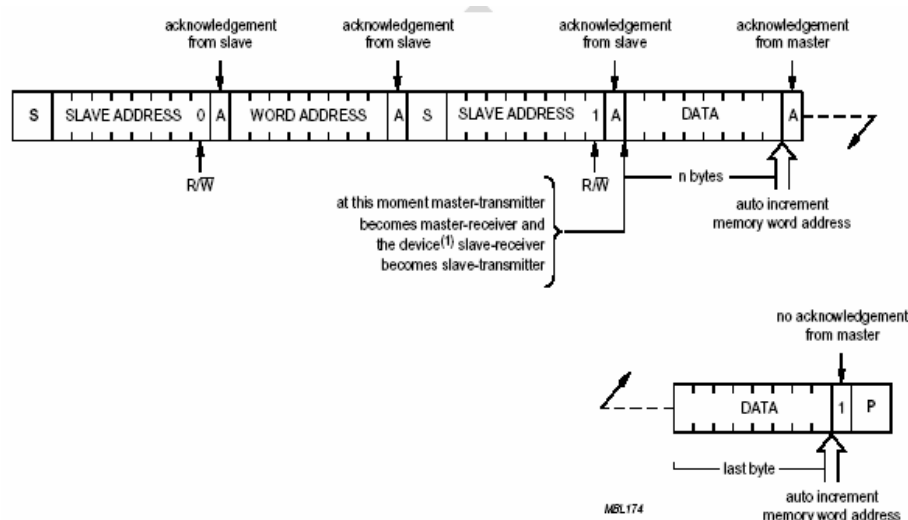 acknowledgement
from slave
acknowledgement
from slave
acknowledgement
from slave
acknowledgement
from master
S SLAVE ADDRESS 0 A WORD ADDRESS A S SLAVE ADDRESS 1 A DATA A
R/W̅
R/W̅
n bytes
at this moment master-transmitter
becomes master-receiver and
the device(1) slave-receiver
becomes slave-transmitter
auto increment
memory word address
no acknowledgement
from master
DATA 1 P
last byte
auto increment
memory word address
MBL174